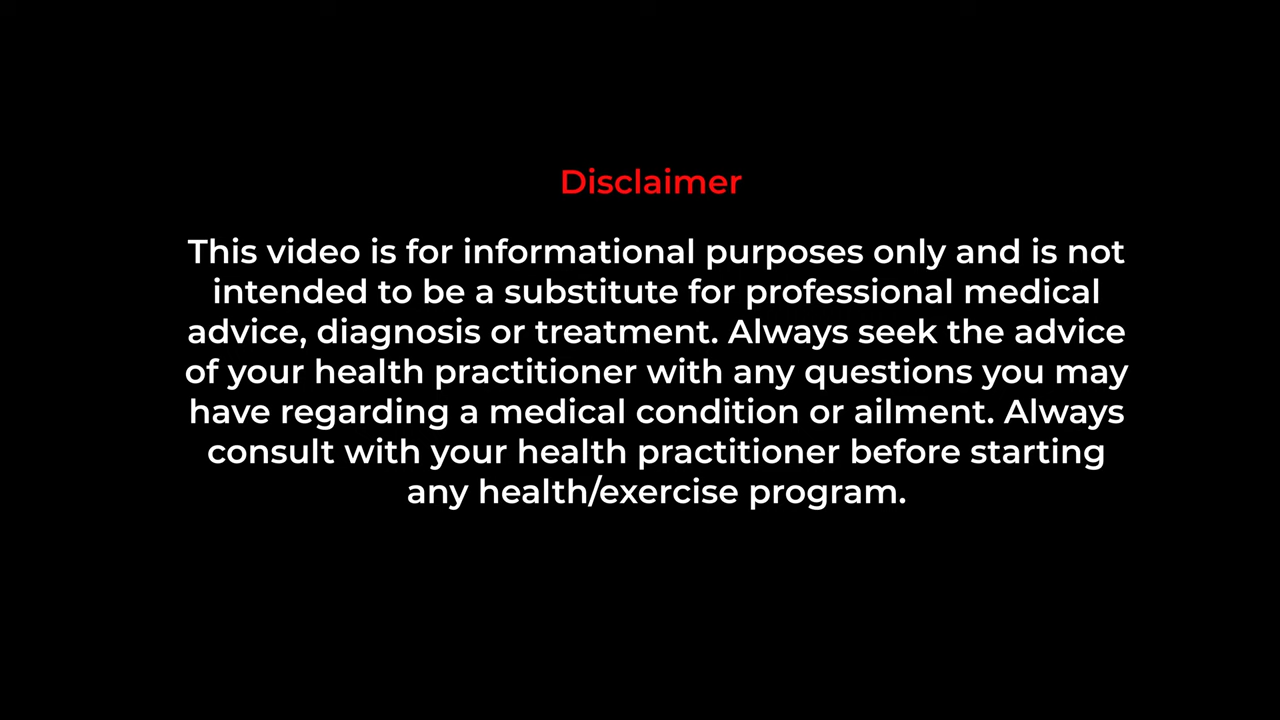 Disclaimer
This video is for informational purposes only and is not
intended to be a substitute for professional medical
advice, diagnosis or treatment. Always seek the advice
of your health practitioner with any questions you may
have regarding a medical condition or ailment. Always
consult with your health practitioner before starting
any health/exercise program.